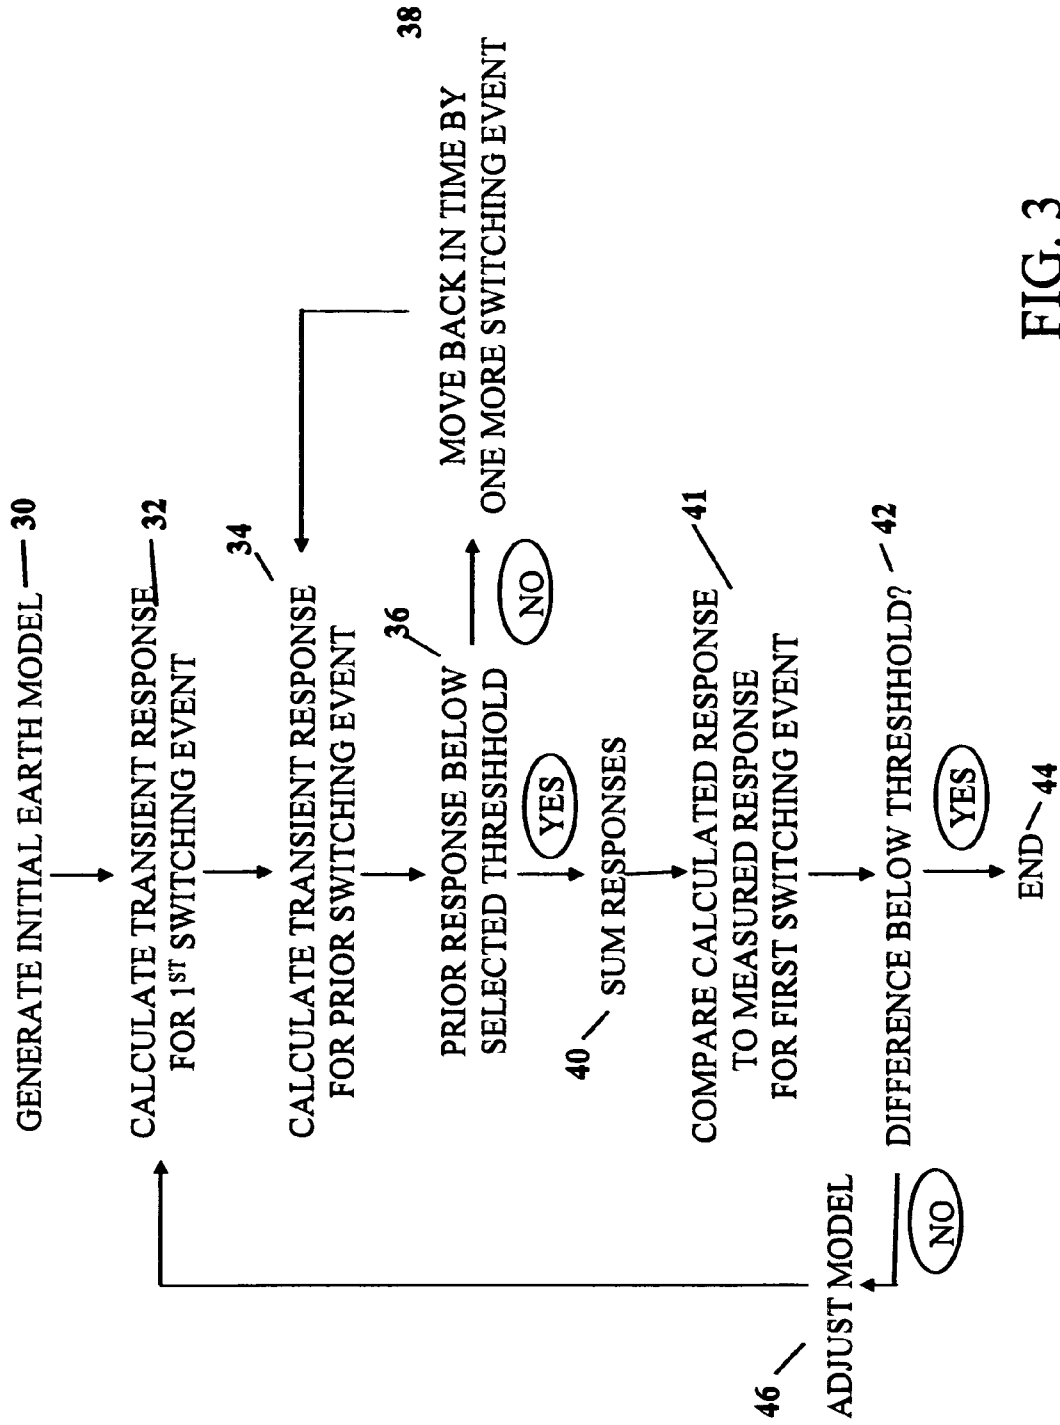 GENERATE INITIAL EARTH MODEL 30
CALCULATE TRANSIENT RESPONSE 32
FOR 1ST SWITCHING EVENT
34
CALCULATE TRANSIENT RESPONSE
FOR PRIOR SWITCHING EVENT
36
PRIOR RESPONSE BELOW
SELECTED THRESHHOLD
NO
38
MOVE BACK IN TIME BY
ONE MORE SWITCHING EVENT
YES
40 SUM RESPONSES
COMPARE CALCULATED RESPONSE 41
TO MEASURED RESPONSE
FOR FIRST SWITCHING EVENT
DIFFERENCE BELOW THRESHHOLD? 42
NO
46
ADJUST MODEL
YES
END 44
FIG. 3